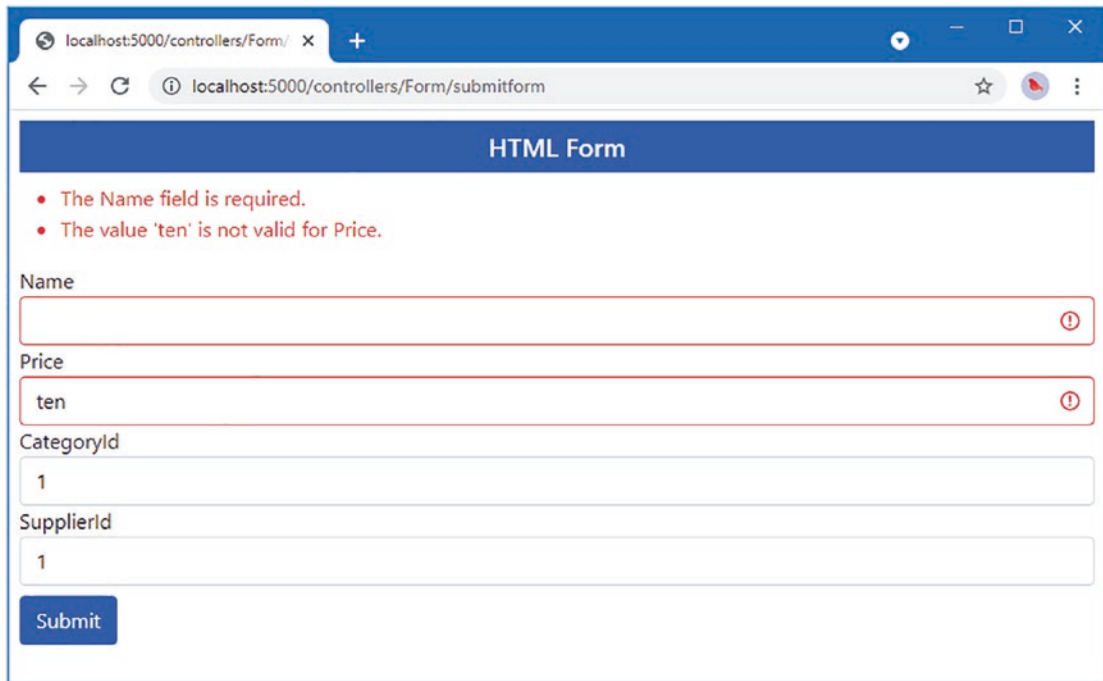 localhost:5000/controllers/Form/
localhost:5000/controllers/Form/submitform
HTML Form
• The Name field is required.
• The value 'ten' is not valid for Price.
Name
Price
ten
CategoryId
1
SupplierId
1
Submit